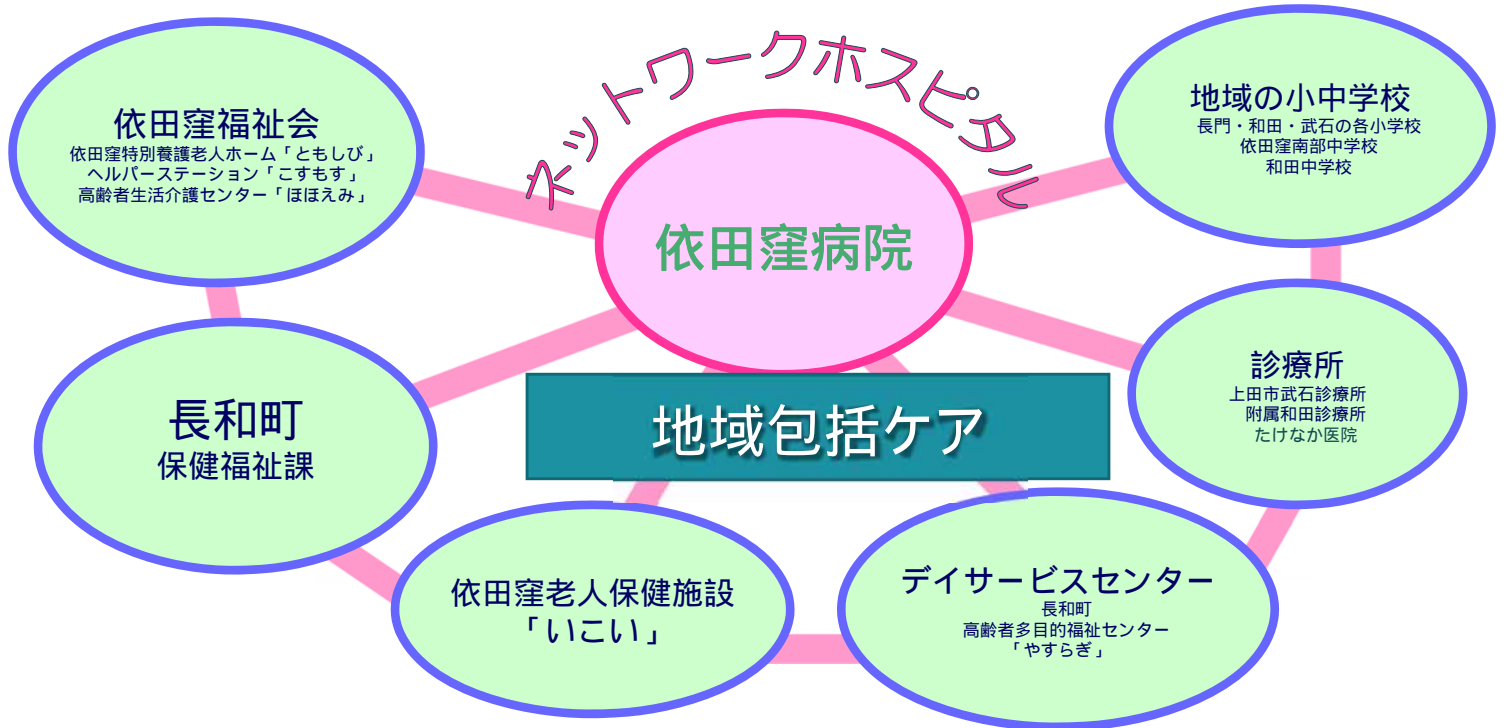 ネットワークホスピタル
依田窪病院
地域包括ケア
依田窪福祉会
依田窪特別養護老人ホーム「ともしび」
ヘルパーステーション「こすもす」
高齢者生活介護センター「ほほえみ」
長和町
保健福祉課
依田窪老人保健施設
「いこい」
デイサービスセンター
長和町
高齢者多目的福祉センター
「やすらぎ」
診療所
上田市武石診療所
附属和田診療所
たけなか医院
地域の小中学校
長門・和田・武石の各小学校
依田窪南部中学校
和田中学校